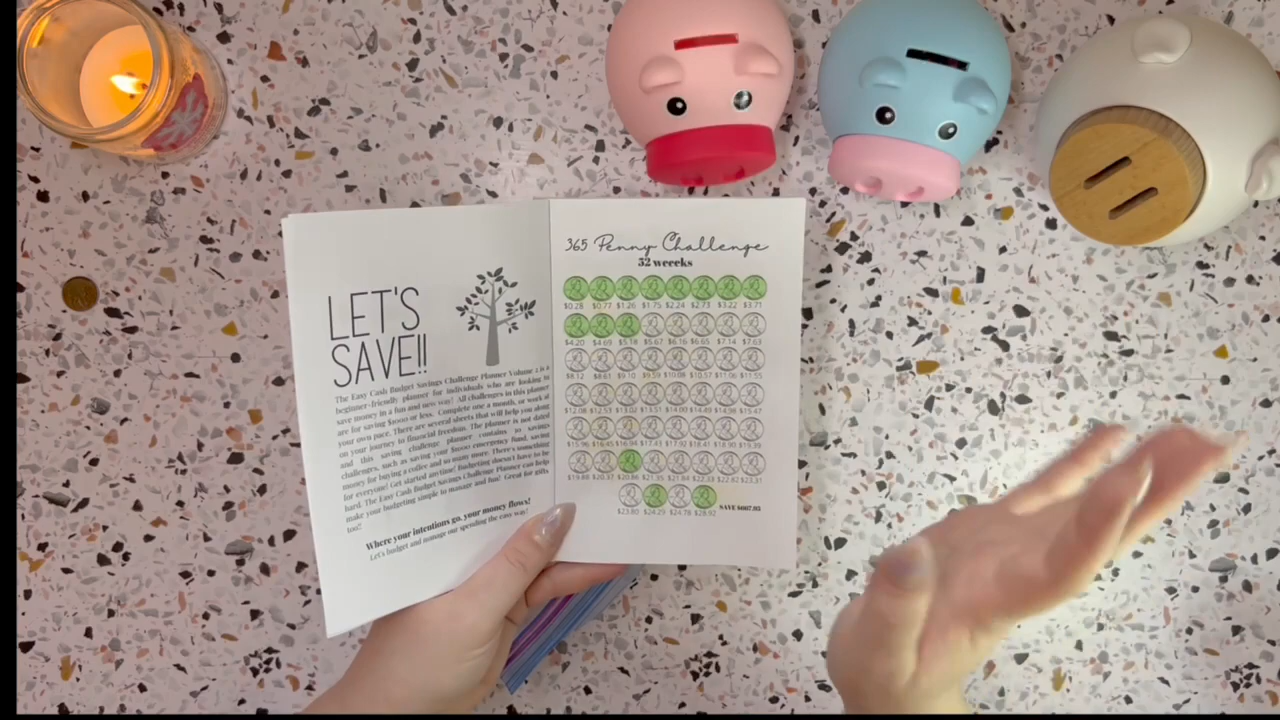 LET'S
SAVE!!
The Easy Cash Budget Savings Challenge Planner Volume 2 is a
beginner-friendly planner for individuals who are looking to
save money in a fun and new way! All challenges in this planner
are for saving $1000 or less. Complete one a month, or work at
your own pace. There are several sheets that will help you along
on your journey to financial freedom. The planner is not dated
and this saving challenge planner contains 10 savings
challenges, such as saving your $1000 emergency fund, saving
money for buying a coffee and so many more. There's something
for everyone! Get started anytime! Budgeting doesn't have to be
hard. The Easy Cash Budget Savings Challenge Planner can help
make your budgeting simple to manage and fun! Great for gifts
too!
Where your intentions go, your money flows!
Let's budget and manage our spending the easy way!
365 Penny Challenge
52 weeks
$0.28 $0.77 $1.26 $1.75 $2.24 $2.73 $3.22 $3.71
$4.20 $4.69 $5.18 $5.67 $6.16 $6.65 $7.14 $7.63
$8.12 $8.61 $9.10 $9.59 $10.08 $10.57 $11.06 $11.55
$12.08 $12.53 $13.02 $13.51 $14.00 $14.49 $14.98 $15.47
$15.96 $16.45 $16.94 $17.43 $17.92 $18.41 $18.90 $19.39
$19.88 $20.37 $20.86 $21.35 $21.84 $22.33 $22.82 $23.31
$23.80 $24.29 $24.78 $28.92 SAVE $667.95